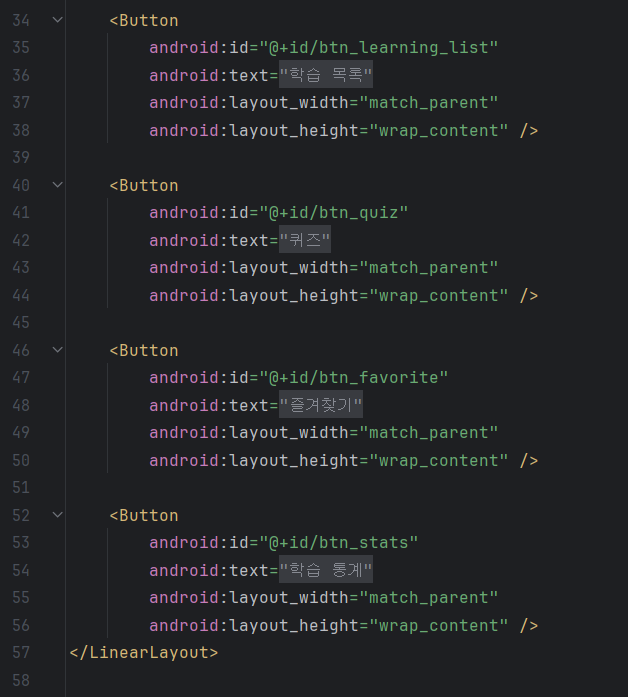 34 <Button
35 android:id="@+id/btn_learning_list"
36 android:text="학습 목록"
37 android:layout_width="match_parent"
38 android:layout_height="wrap_content" />
39
40 <Button
41 android:id="@+id/btn_quiz"
42 android:text="퀴즈"
43 android:layout_width="match_parent"
44 android:layout_height="wrap_content" />
45
46 <Button
47 android:id="@+id/btn_favorite"
48 android:text="즐겨찾기"
49 android:layout_width="match_parent"
50 android:layout_height="wrap_content" />
51
52 <Button
53 android:id="@+id/btn_stats"
54 android:text="학습 통계"
55 android:layout_width="match_parent"
56 android:layout_height="wrap_content" />
57 </LinearLayout>
58